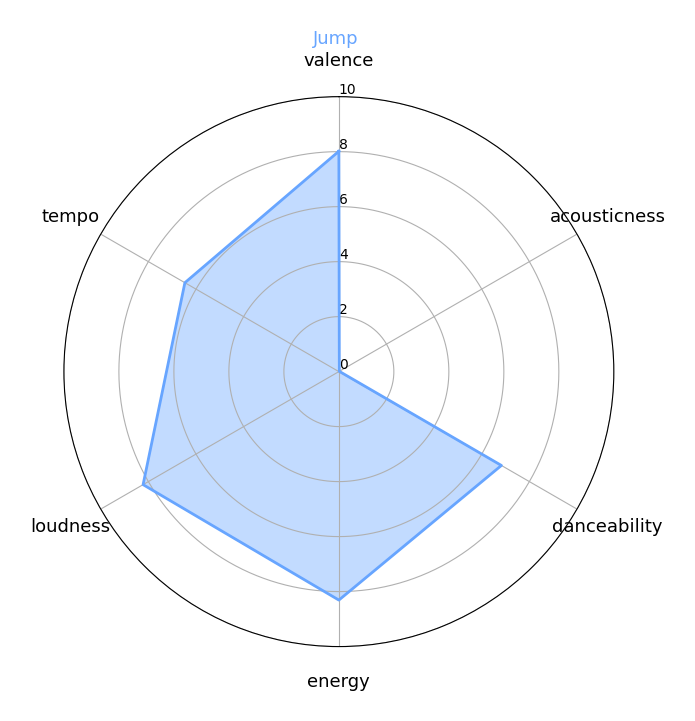 Jump
valence
10
8
tempo
acousticness
6
4
2
0
loudness
danceability
energy